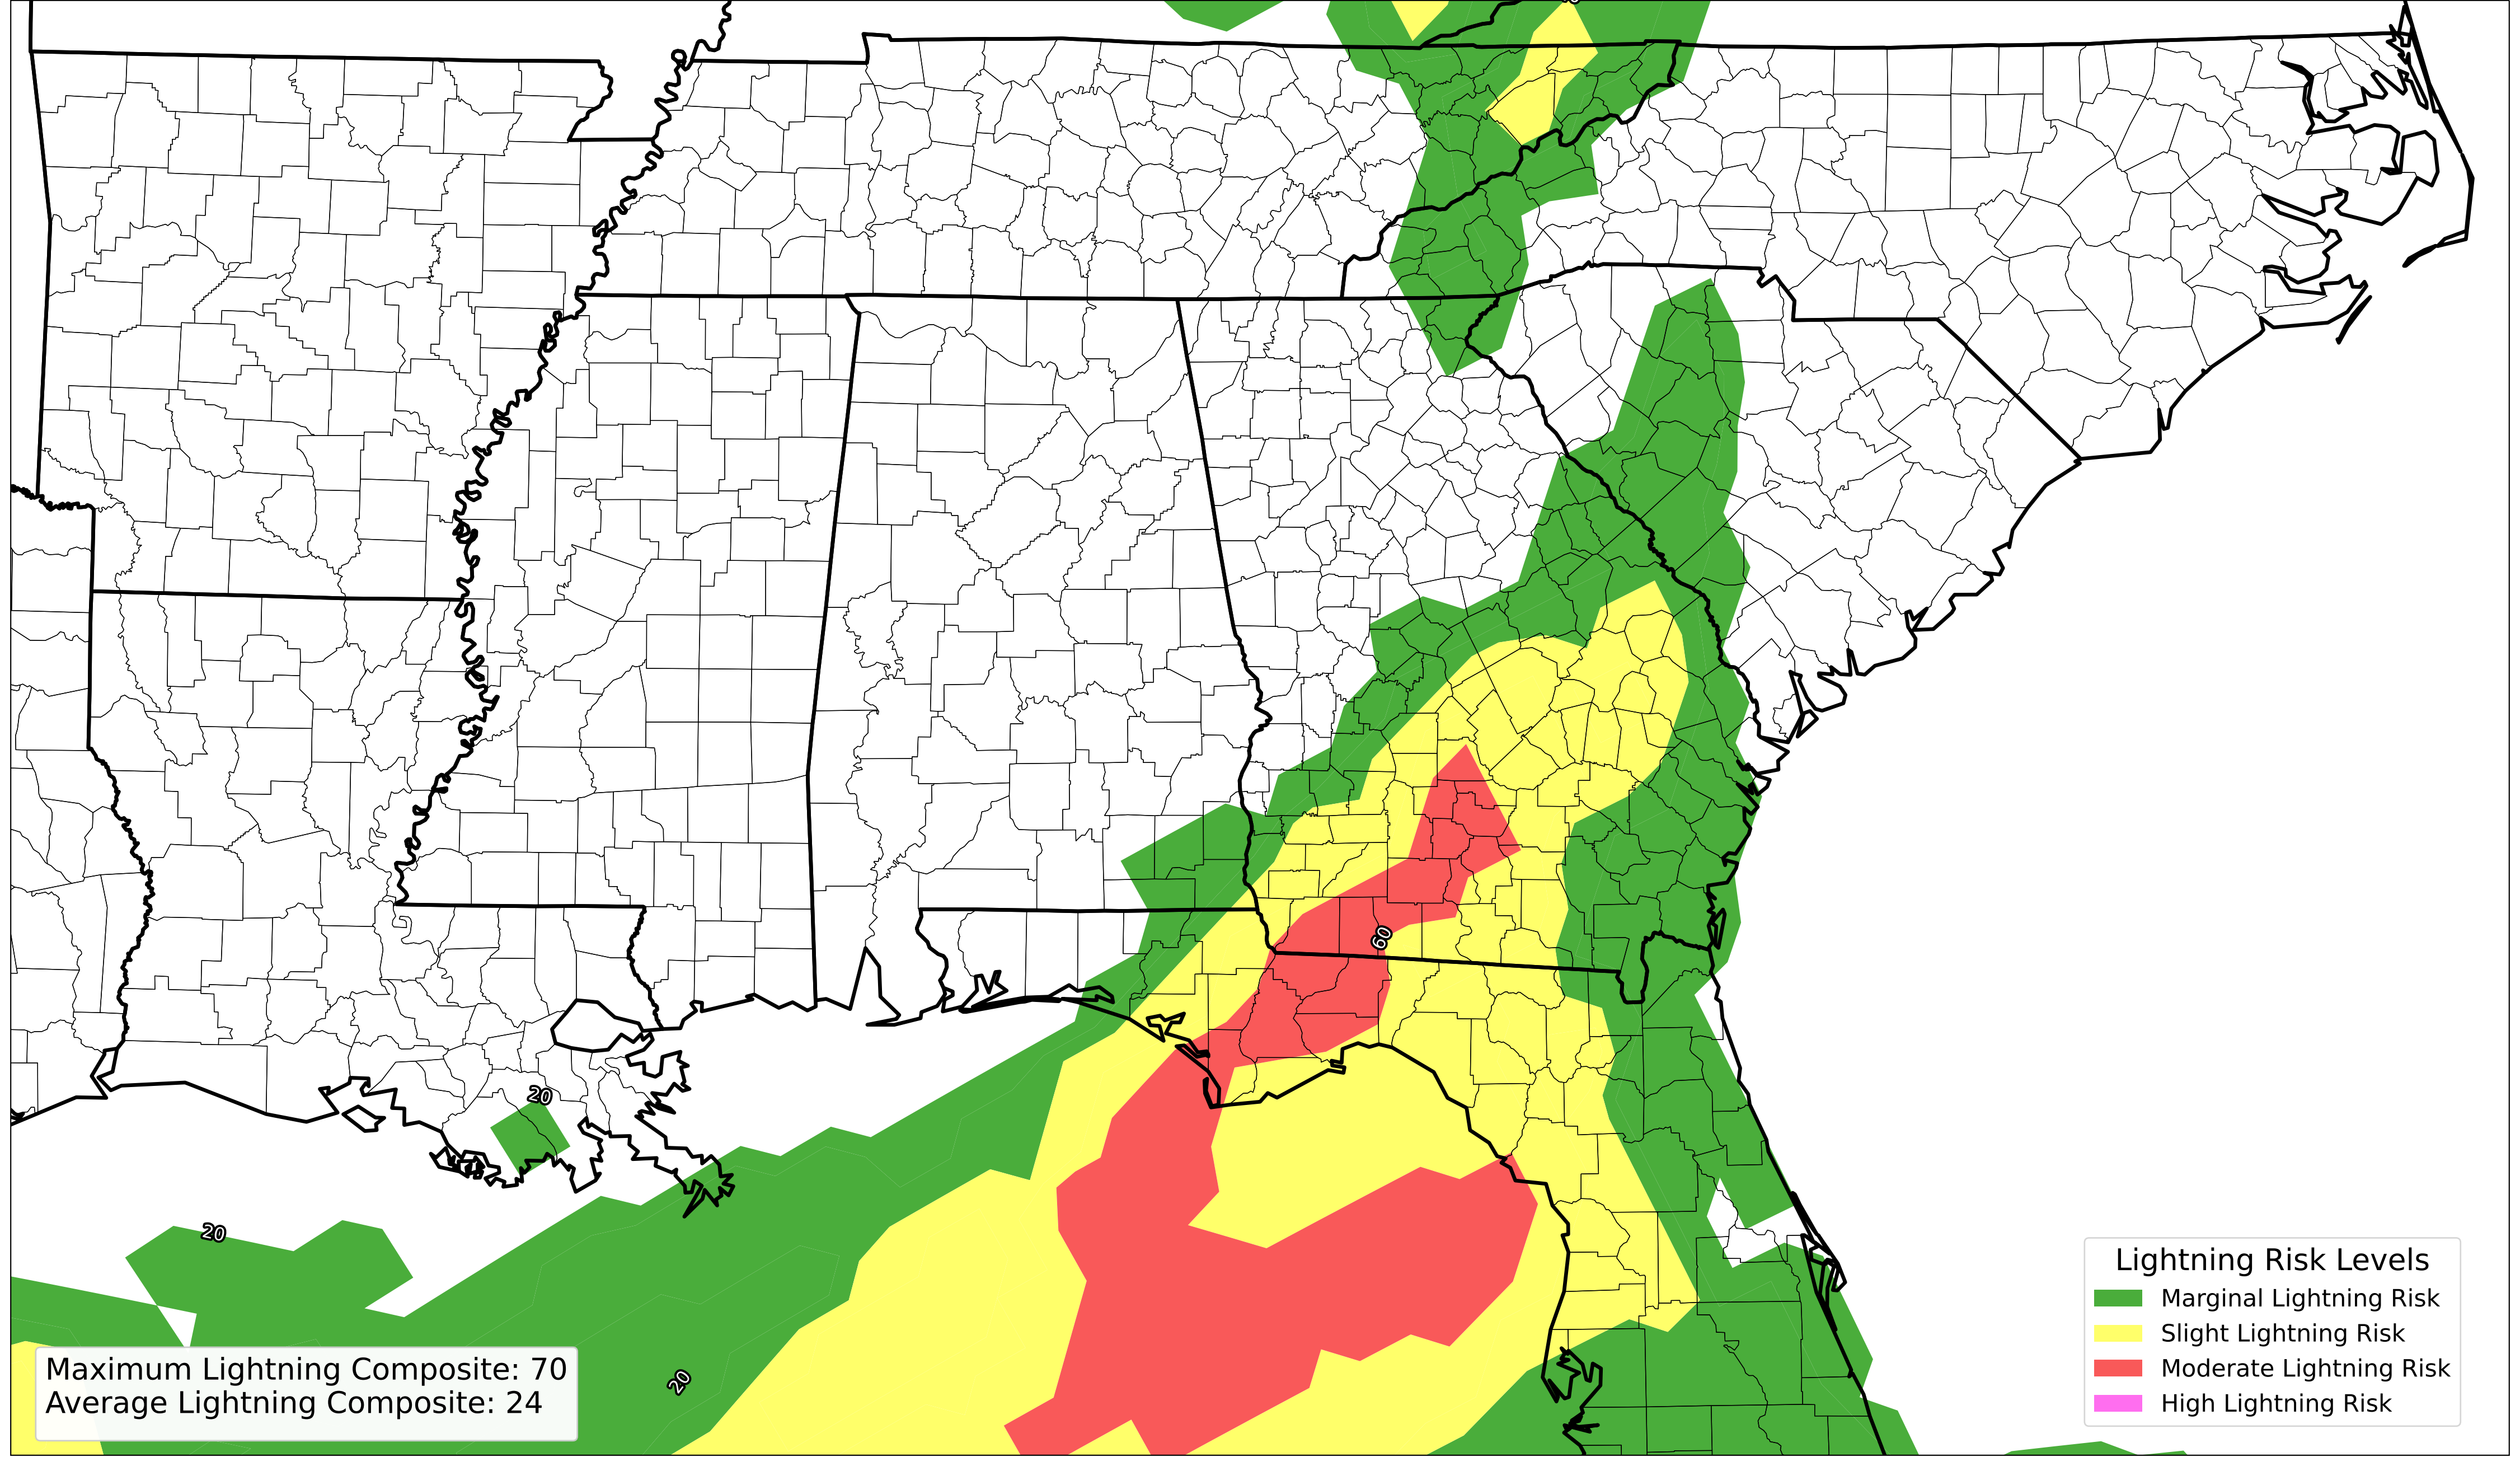 60
20
20
20
Maximum Lightning Composite: 70
Average Lightning Composite: 24
Lightning Risk Levels
Marginal Lightning Risk
Slight Lightning Risk
Moderate Lightning Risk
High Lightning Risk